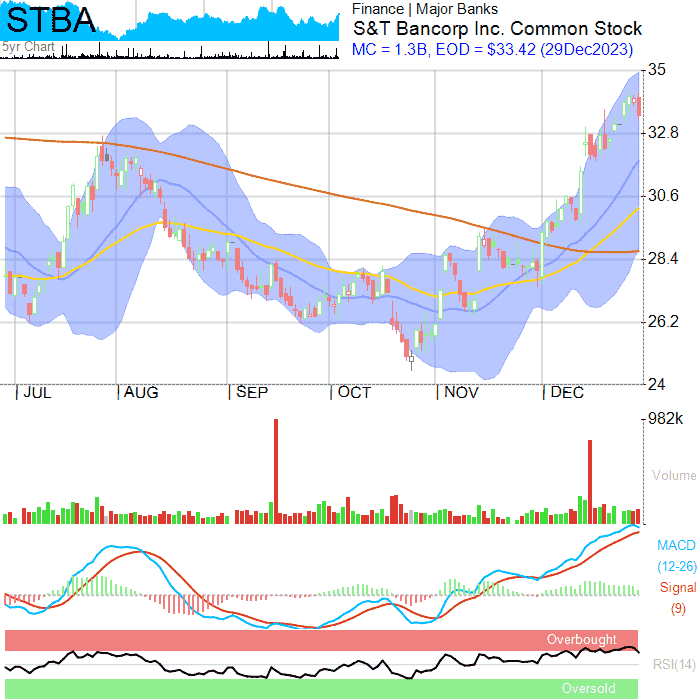 STBA
5yr Chart
Finance | Major Banks
S&T Bancorp Inc. Common Stock
MC = 1.3B, EOD = $33.42 (29Dec2023)
35
32.8
30.6
28.4
26.2
24
JUL AUG SEP OCT NOV DEC
982k
Volume
MACD
(12-26)
Signal
(9)
Overbought
RSI(14)
Oversold